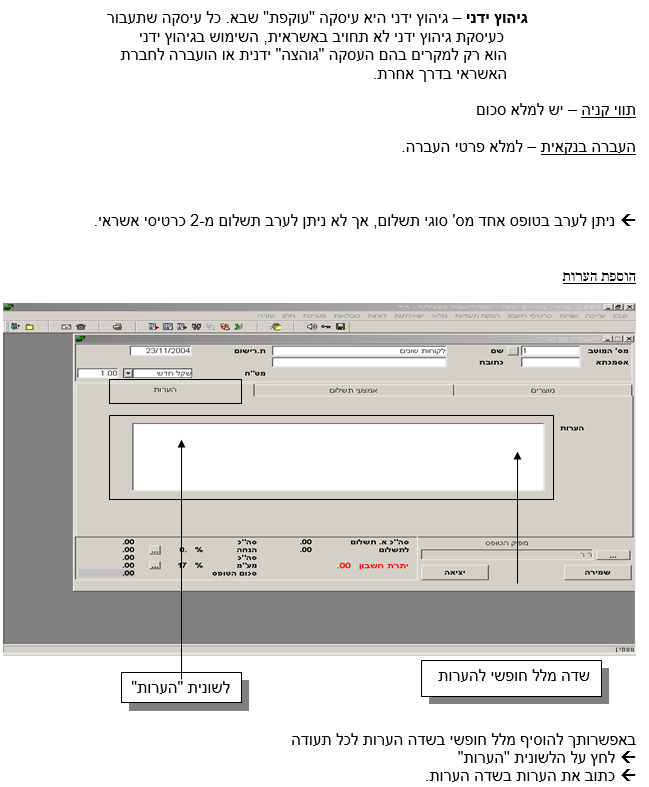 גיהוץ ידני – גיהוץ ידני היא עיסקה "עוקפת" שבא. כל עיסקה שתעבור
כעיסקת גיהוץ ידני לא תחויב באשראית, השימוש בגיהוץ ידני
הוא רק למקרים בהם העסקה "גוהצה" ידנית או הועברה לחברת
האשראי בדרך אחרת.
תווי קניה – יש למלא סכום
העברה בנקאית – למלא פרטי העברה.
← ניתן לערב בטופס אחד מס' סוגי תשלום, אך לא ניתן לערב תשלום מ-2 כרטיסי אשראי.
הוספת הערות
קובץ עריכה
מס' המוטב 1 ... שם לקוחות שונים ת.רישום 23/11/2004
אסמכתא כתובת
מט"ח שקל חדש 1.00
מוצרים אמצעי תשלום הערות
הערות
מפיק הטופס
ר ר ...
שמירה יציאה
סה"כ א. תשלום 00.
לתשלום 00.
יתרת חשבון 00.
סה"כ 00.
הנחה % 0. ... 00.
סה"כ 00.
מע"מ % 17 ... 00.
סכום הטופס 00.
ממתין
שדה מלל חופשי להערות
לשונית "הערות"
באפשרותך להוסיף מלל חופשי בשדה הערות לכל תעודה
← לחץ על הלשונית "הערות"
← כתוב את הערות בשדה הערות.